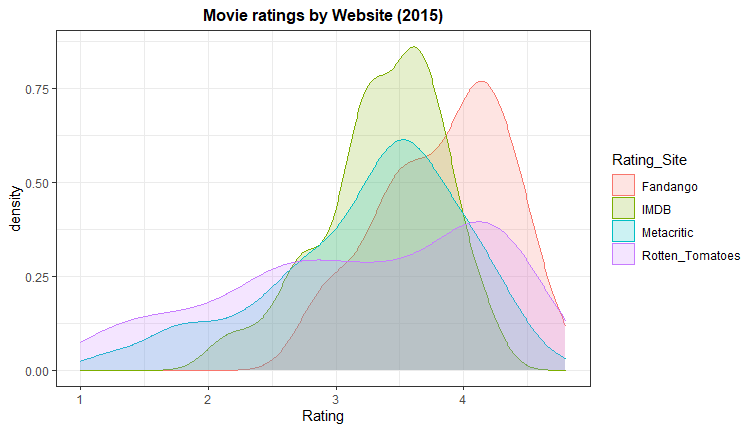 Movie ratings by Website (2015)
density
0.75
0.50
0.25
0.00
1
2
3
4
Rating
Rating_Site
Fandango
IMDB
Metacritic
Rotten_Tomatoes